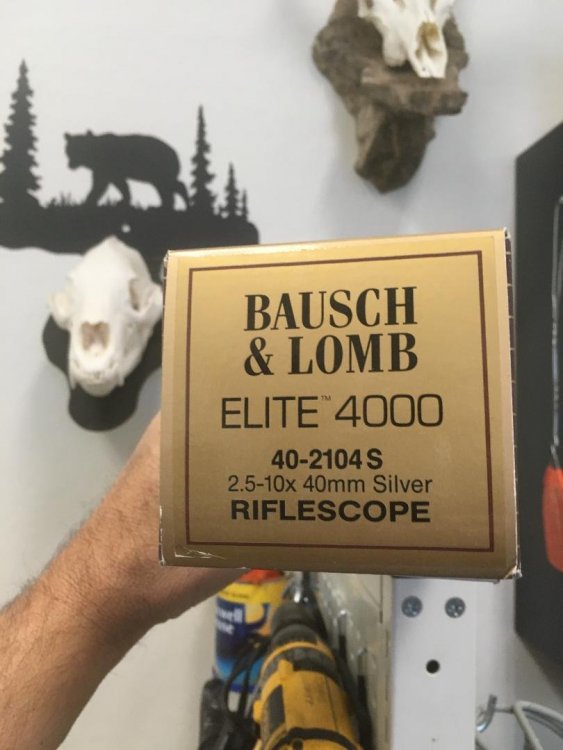 BAUSCH
& LOMB
ELITE™ 4000
40-2104 S
2.5-10x 40mm Silver
RIFLESCOPE